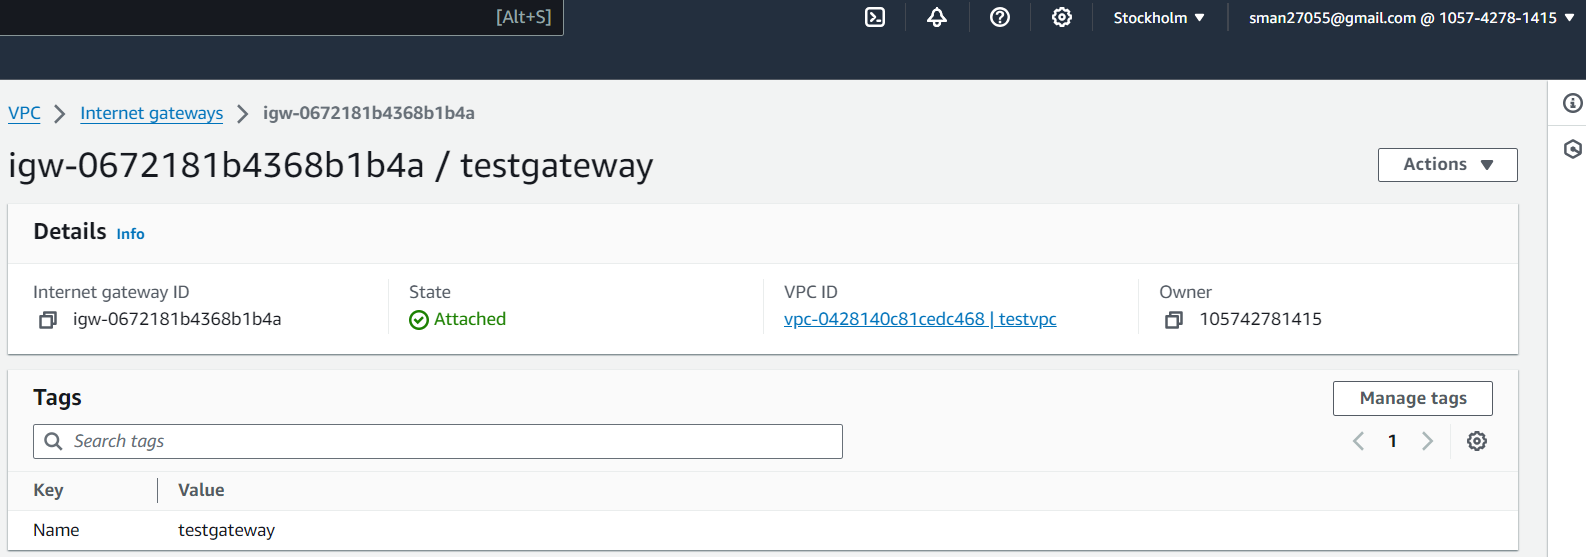 [Alt+S]
Stockholm
sman27055@gmail.com @ 1057-4278-1415
VPC
Internet gateways
igw-0672181b4368b1b4a
igw-0672181b4368b1b4a / testgateway
Actions
Details Info
Internet gateway ID
igw-0672181b4368b1b4a
State
Attached
VPC ID
vpc-0428140c81cedc468 | testvpc
Owner
105742781415
Tags
Manage tags
Search tags
1
Key
Value
Name
testgateway